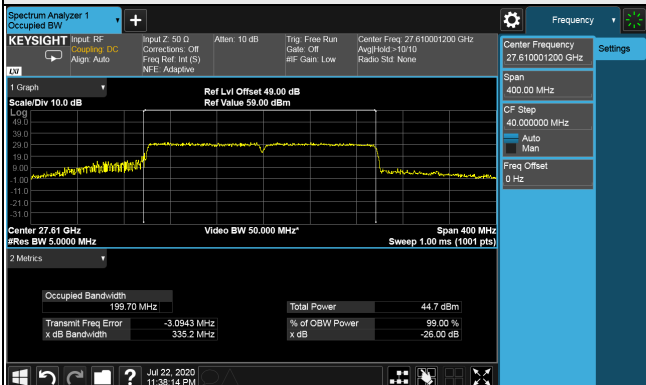 Spectrum Analyzer 1
Occupied BW
Frequency
KEYSIGHT
Input: RF
Coupling: DC
Align: Auto
Input Z: 50 Ω
Corrections: Off
Freq Ref: Int (S)
NFE: Adaptive
Atten: 10 dB
Trig: Free Run
Gate: Off
#IF Gain: Low
Center Freq: 27.610001200 GHz
Avg|Hold:>10/10
Radio Std: None
LXI
Center Frequency
27.610001200 GHz
Settings
Span
400.00 MHz
CF Step
40.000000 MHz
Auto
Man
Freq Offset
0 Hz
1 Graph
Scale/Div 10.0 dB
Ref Lvl Offset 49.00 dB
Ref Value 59.00 dBm
Log
49.0
39.0
29.0
19.0
9.00
-1.00
-11.0
-21.0
-31.0
Center 27.61 GHz
#Res BW 5.0000 MHz
Video BW 50.000 MHz*
Span 400 MHz
Sweep 1.00 ms (1001 pts)
2 Metrics
Occupied Bandwidth
199.70 MHz
Total Power 44.7 dBm
Transmit Freq Error -3.0943 MHz
% of OBW Power 99.00 %
x dB Bandwidth 335.2 MHz
x dB -26.00 dB
?
Jul 22, 2020
11:38:14 PM